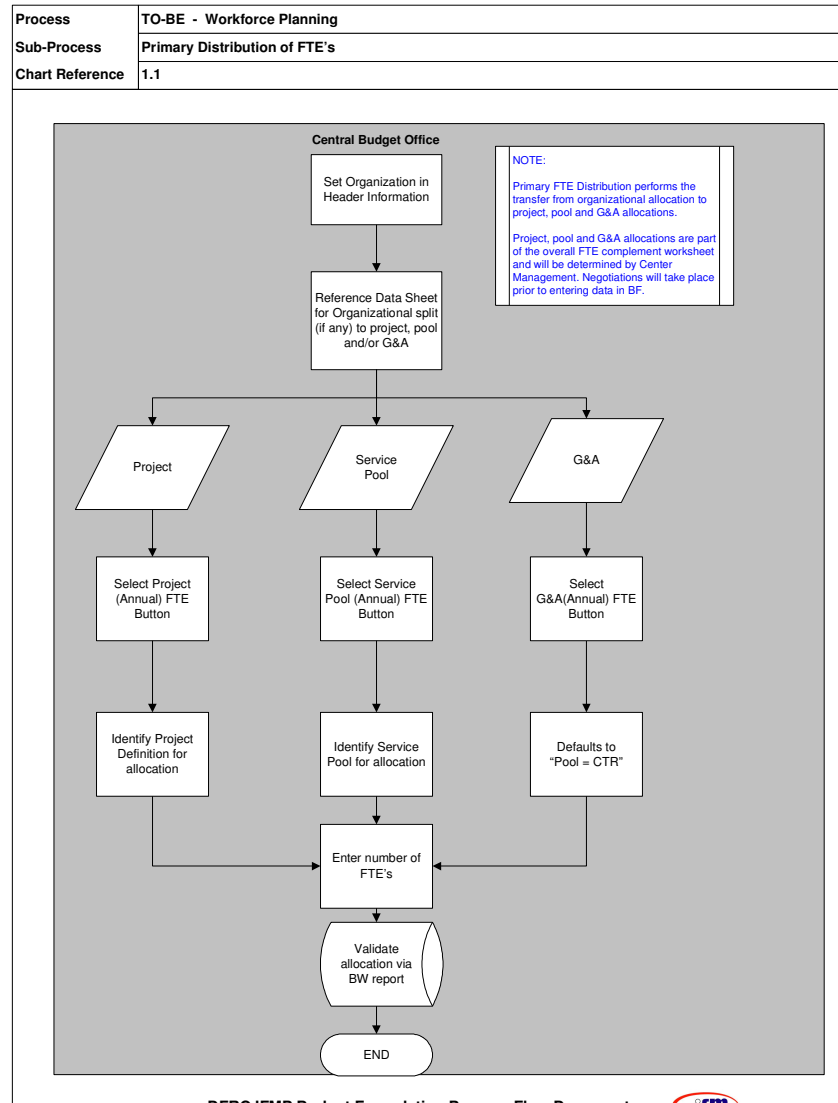 Process TO-BE - Workforce Planning
Sub-Process Primary Distribution of FTE's
Chart Reference 1.1
Central Budget Office
Set Organization in
Header Information
NOTE:
Primary FTE Distribution performs the
transfer from organizational allocation to
project, pool and G&A allocations.
Project, pool and G&A allocations are part
of the overall FTE complement worksheet
and will be determined by Center
Management. Negotiations will take place
prior to entering data in BF.
Reference Data Sheet
for Organizational split
(if any) to project, pool
and/or G&A
Project
Service
Pool
G&A
Select Project
(Annual) FTE
Button
Select Service
Pool (Annual) FTE
Button
Select
G&A(Annual) FTE
Button
Identify Project
Definition for
allocation
Identify Service
Pool for allocation
Defaults to
“Pool = CTR”
Enter number of
FTE's
Validate
allocation via
BW report
END